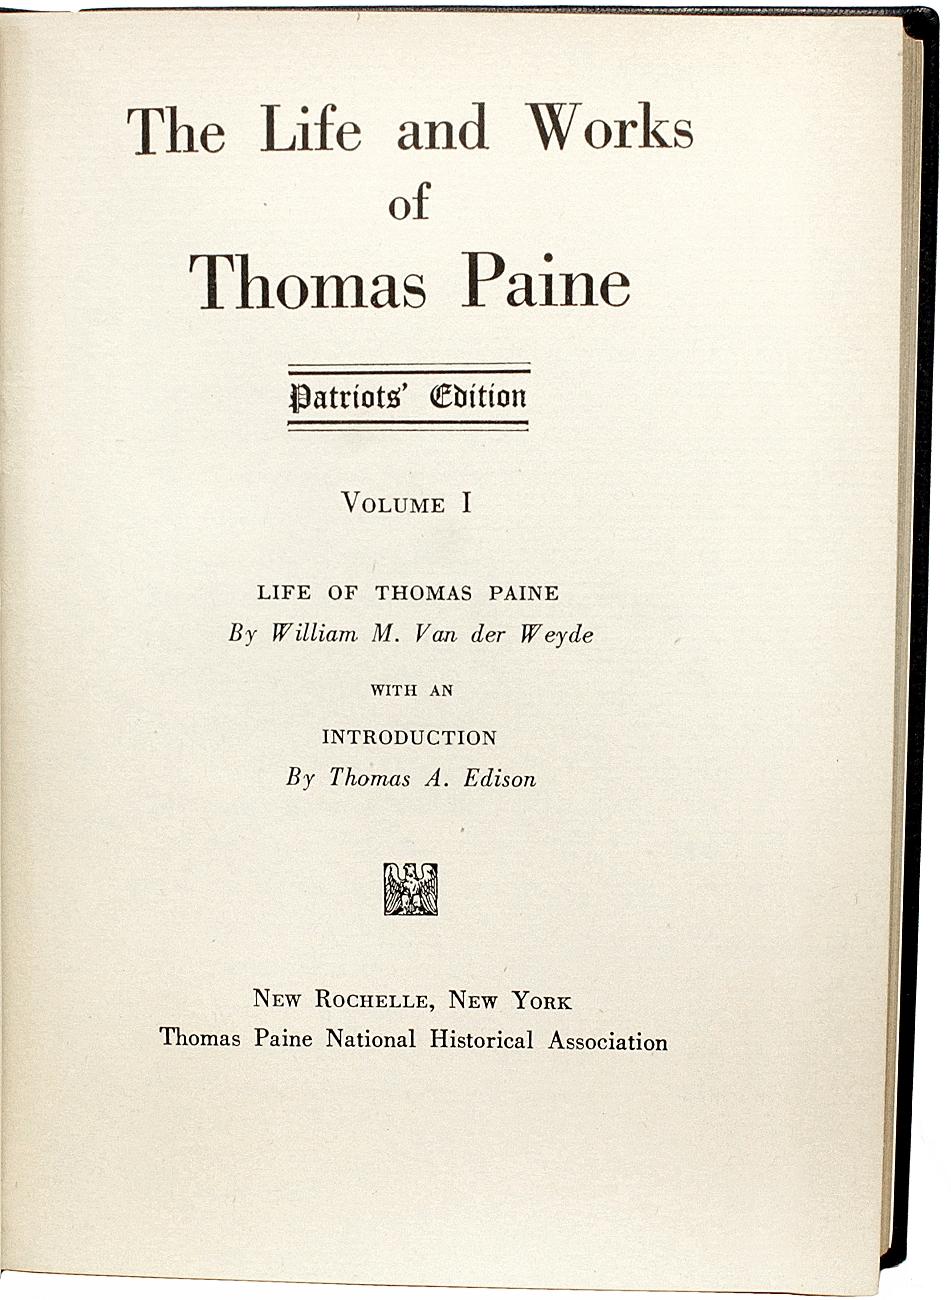 The Life and Works
of
Thomas Paine
Patriots' Edition
VOLUME I
LIFE OF THOMAS PAINE
By William M. Van der Weyde
WITH AN
INTRODUCTION
By Thomas A. Edison
NEW ROCHELLE, NEW YORK
Thomas Paine National Historical Association